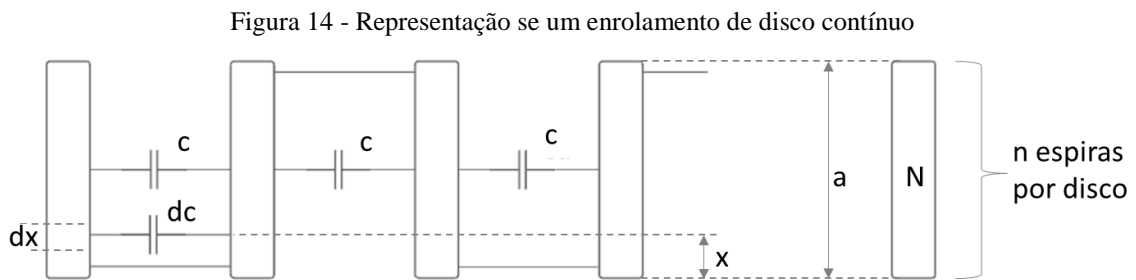 Figura 14 - Representação se um enrolamento de disco contínuo
c
c
c
dc
dx
x
a
N
n espiras
por disco